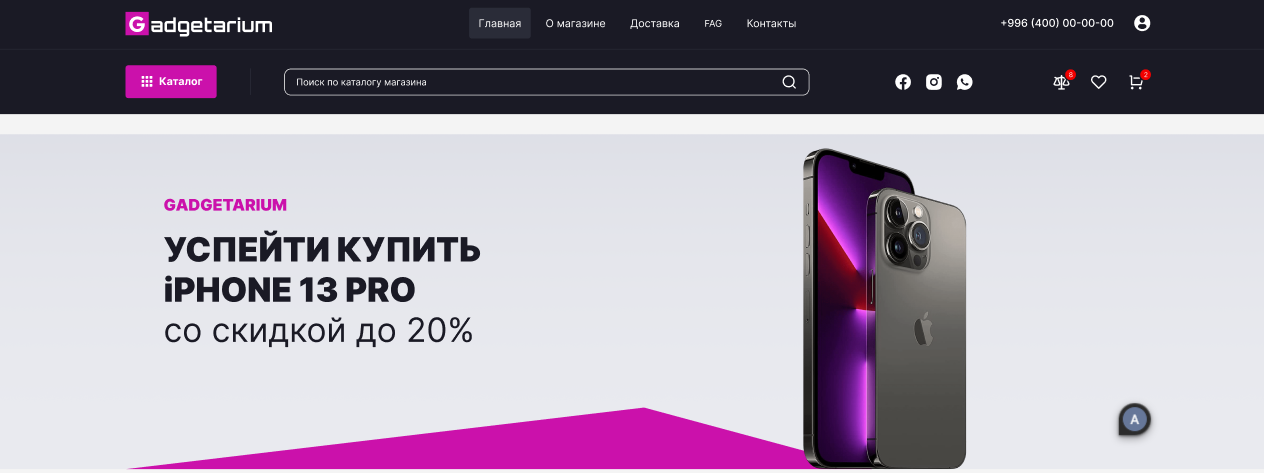 Gadgetarium
Главная
О магазине
Доставка
FAG
Контакты
+996 (400) 00-00-00
Каталог
Поиск по каталогу магазина
8
2
GADGETARIUM
УСПЕЙТИ КУПИТЬ
iPHONE 13 PRO
со скидкой до 20%
A